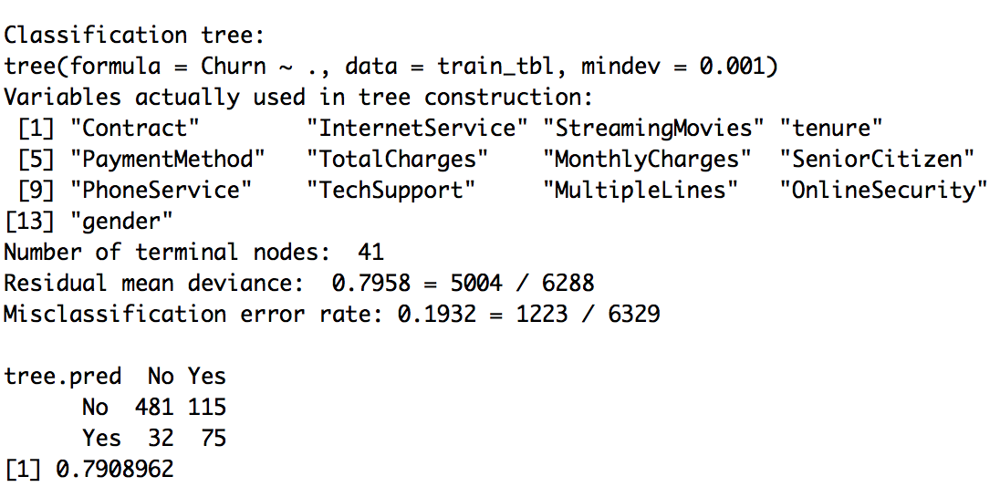 Classification tree:
tree(formula = Churn ~ ., data = train_tbl, mindev = 0.001)
Variables actually used in tree construction:
 [1] "Contract"        "InternetService" "StreamingMovies" "tenure"
 [5] "PaymentMethod"   "TotalCharges"    "MonthlyCharges"  "SeniorCitizen"
 [9] "PhoneService"    "TechSupport"     "MultipleLines"   "OnlineSecurity"
[13] "gender"
Number of terminal nodes:  41
Residual mean deviance:  0.7958 = 5004 / 6288
Misclassification error rate: 0.1932 = 1223 / 6329
tree.pred  No Yes
      No  481 115
      Yes  32  75
[1] 0.7908962